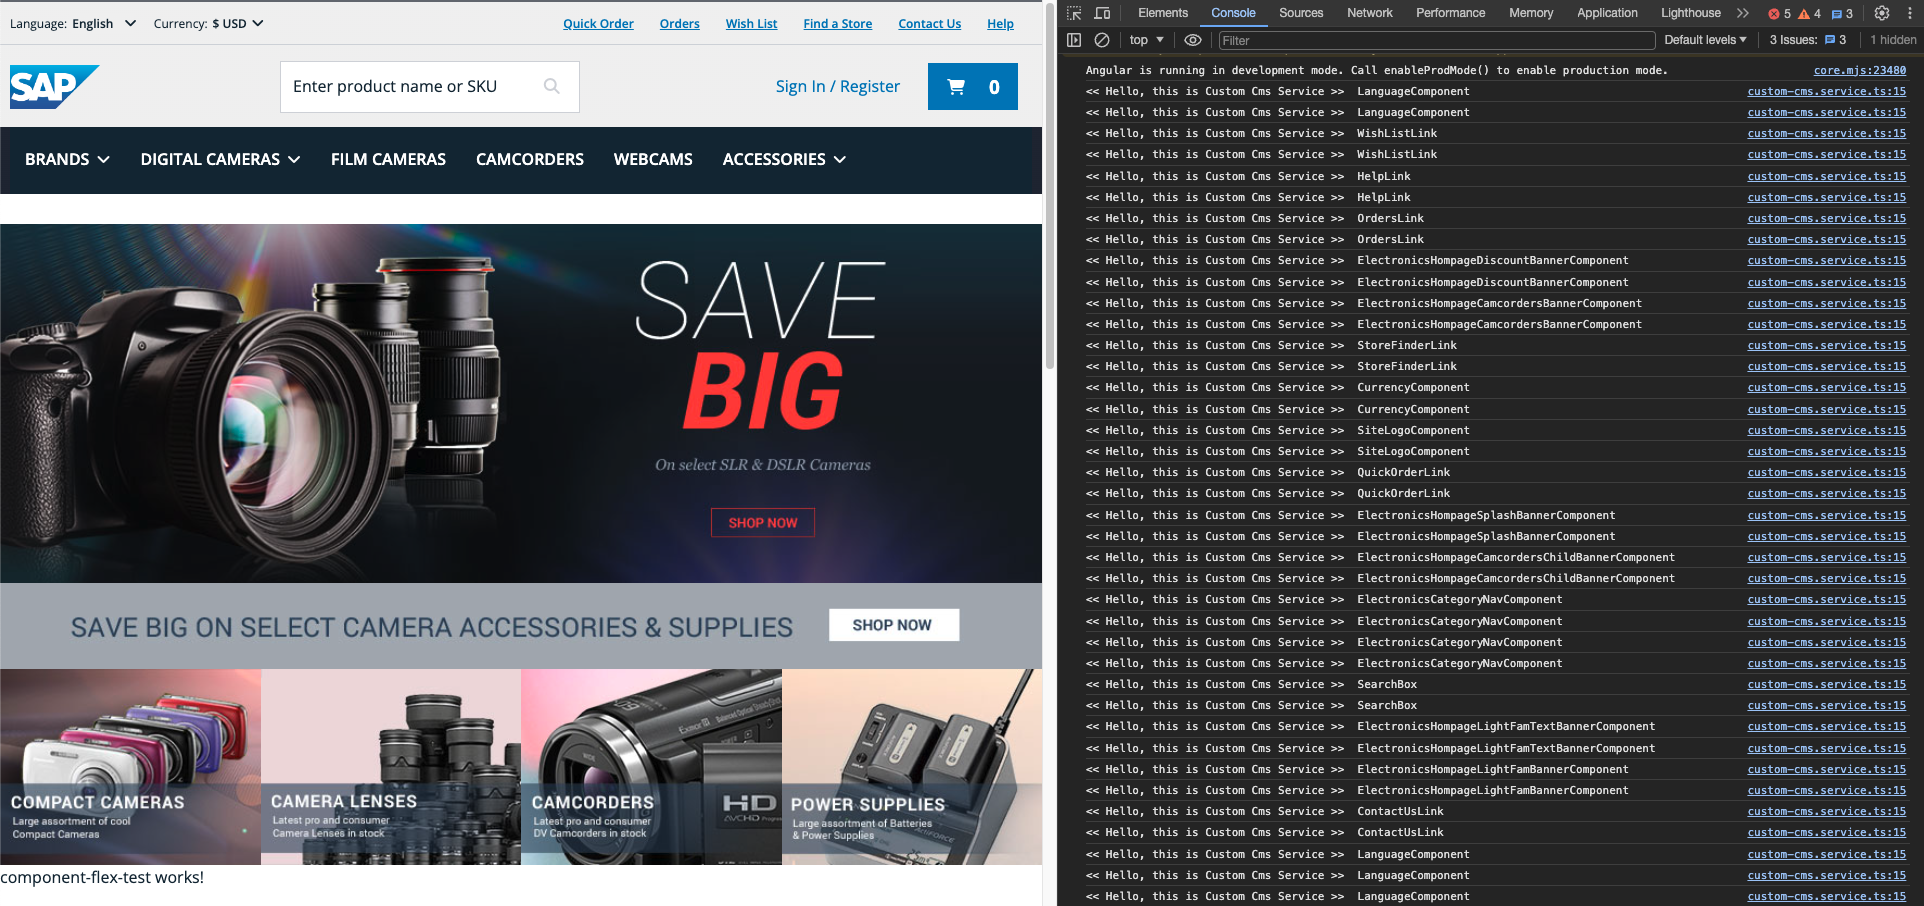 Language: English Currency: $ USD Quick Order Orders Wish List Find a Store Contact Us Help
SAP Enter product name or SKU Sign In / Register 0
BRANDS DIGITAL CAMERAS FILM CAMERAS CAMCORDERS WEBCAMS ACCESSORIES
SAVE
BIG
On select SLR & DSLR Cameras
SHOP NOW
SAVE BIG ON SELECT CAMERA ACCESSORIES & SUPPLIES SHOP NOW
COMPACT CAMERAS
Large assortment of cool
Compact Cameras
CAMERA LENSES
Latest pro and consumer
Camera Lenses in stock
CAMCORDERS
Latest pro and consumer
DV Camcorders in stock
HD
AVCHD
POWER SUPPLIES
Large assortment of Batteries
& Power Supplies
component-flex-test works!
Elements Console Sources Network Performance Memory Application Lighthouse 5 4 3
top Filter Default levels 3 Issues: 3 1 hidden
Angular is running in development mode. Call enableProdMode() to enable production mode. core.mjs:23480
<< Hello, this is Custom Cms Service >> LanguageComponent custom-cms.service.ts:15
<< Hello, this is Custom Cms Service >> LanguageComponent custom-cms.service.ts:15
<< Hello, this is Custom Cms Service >> WishListLink custom-cms.service.ts:15
<< Hello, this is Custom Cms Service >> WishListLink custom-cms.service.ts:15
<< Hello, this is Custom Cms Service >> HelpLink custom-cms.service.ts:15
<< Hello, this is Custom Cms Service >> HelpLink custom-cms.service.ts:15
<< Hello, this is Custom Cms Service >> OrdersLink custom-cms.service.ts:15
<< Hello, this is Custom Cms Service >> OrdersLink custom-cms.service.ts:15
<< Hello, this is Custom Cms Service >> ElectronicsHompageDiscountBannerComponent custom-cms.service.ts:15
<< Hello, this is Custom Cms Service >> ElectronicsHompageDiscountBannerComponent custom-cms.service.ts:15
<< Hello, this is Custom Cms Service >> ElectronicsHompageCamcordersBannerComponent custom-cms.service.ts:15
<< Hello, this is Custom Cms Service >> ElectronicsHompageCamcordersBannerComponent custom-cms.service.ts:15
<< Hello, this is Custom Cms Service >> StoreFinderLink custom-cms.service.ts:15
<< Hello, this is Custom Cms Service >> StoreFinderLink custom-cms.service.ts:15
<< Hello, this is Custom Cms Service >> CurrencyComponent custom-cms.service.ts:15
<< Hello, this is Custom Cms Service >> CurrencyComponent custom-cms.service.ts:15
<< Hello, this is Custom Cms Service >> SiteLogoComponent custom-cms.service.ts:15
<< Hello, this is Custom Cms Service >> SiteLogoComponent custom-cms.service.ts:15
<< Hello, this is Custom Cms Service >> QuickOrderLink custom-cms.service.ts:15
<< Hello, this is Custom Cms Service >> QuickOrderLink custom-cms.service.ts:15
<< Hello, this is Custom Cms Service >> ElectronicsHompageSplashBannerComponent custom-cms.service.ts:15
<< Hello, this is Custom Cms Service >> ElectronicsHompageSplashBannerComponent custom-cms.service.ts:15
<< Hello, this is Custom Cms Service >> ElectronicsHompageCamcordersChildBannerComponent custom-cms.service.ts:15
<< Hello, this is Custom Cms Service >> ElectronicsHompageCamcordersChildBannerComponent custom-cms.service.ts:15
<< Hello, this is Custom Cms Service >> ElectronicsCategoryNavComponent custom-cms.service.ts:15
<< Hello, this is Custom Cms Service >> ElectronicsCategoryNavComponent custom-cms.service.ts:15
<< Hello, this is Custom Cms Service >> ElectronicsCategoryNavComponent custom-cms.service.ts:15
<< Hello, this is Custom Cms Service >> ElectronicsCategoryNavComponent custom-cms.service.ts:15
<< Hello, this is Custom Cms Service >> SearchBox custom-cms.service.ts:15
<< Hello, this is Custom Cms Service >> SearchBox custom-cms.service.ts:15
<< Hello, this is Custom Cms Service >> ElectronicsHompageLightFamTextBannerComponent custom-cms.service.ts:15
<< Hello, this is Custom Cms Service >> ElectronicsHompageLightFamTextBannerComponent custom-cms.service.ts:15
<< Hello, this is Custom Cms Service >> ElectronicsHompageLightFamBannerComponent custom-cms.service.ts:15
<< Hello, this is Custom Cms Service >> ElectronicsHompageLightFamBannerComponent custom-cms.service.ts:15
<< Hello, this is Custom Cms Service >> ContactUsLink custom-cms.service.ts:15
<< Hello, this is Custom Cms Service >> ContactUsLink custom-cms.service.ts:15
<< Hello, this is Custom Cms Service >> LanguageComponent custom-cms.service.ts:15
<< Hello, this is Custom Cms Service >> LanguageComponent custom-cms.service.ts:15
<< Hello, this is Custom Cms Service >> LanguageComponent custom-cms.service.ts:15